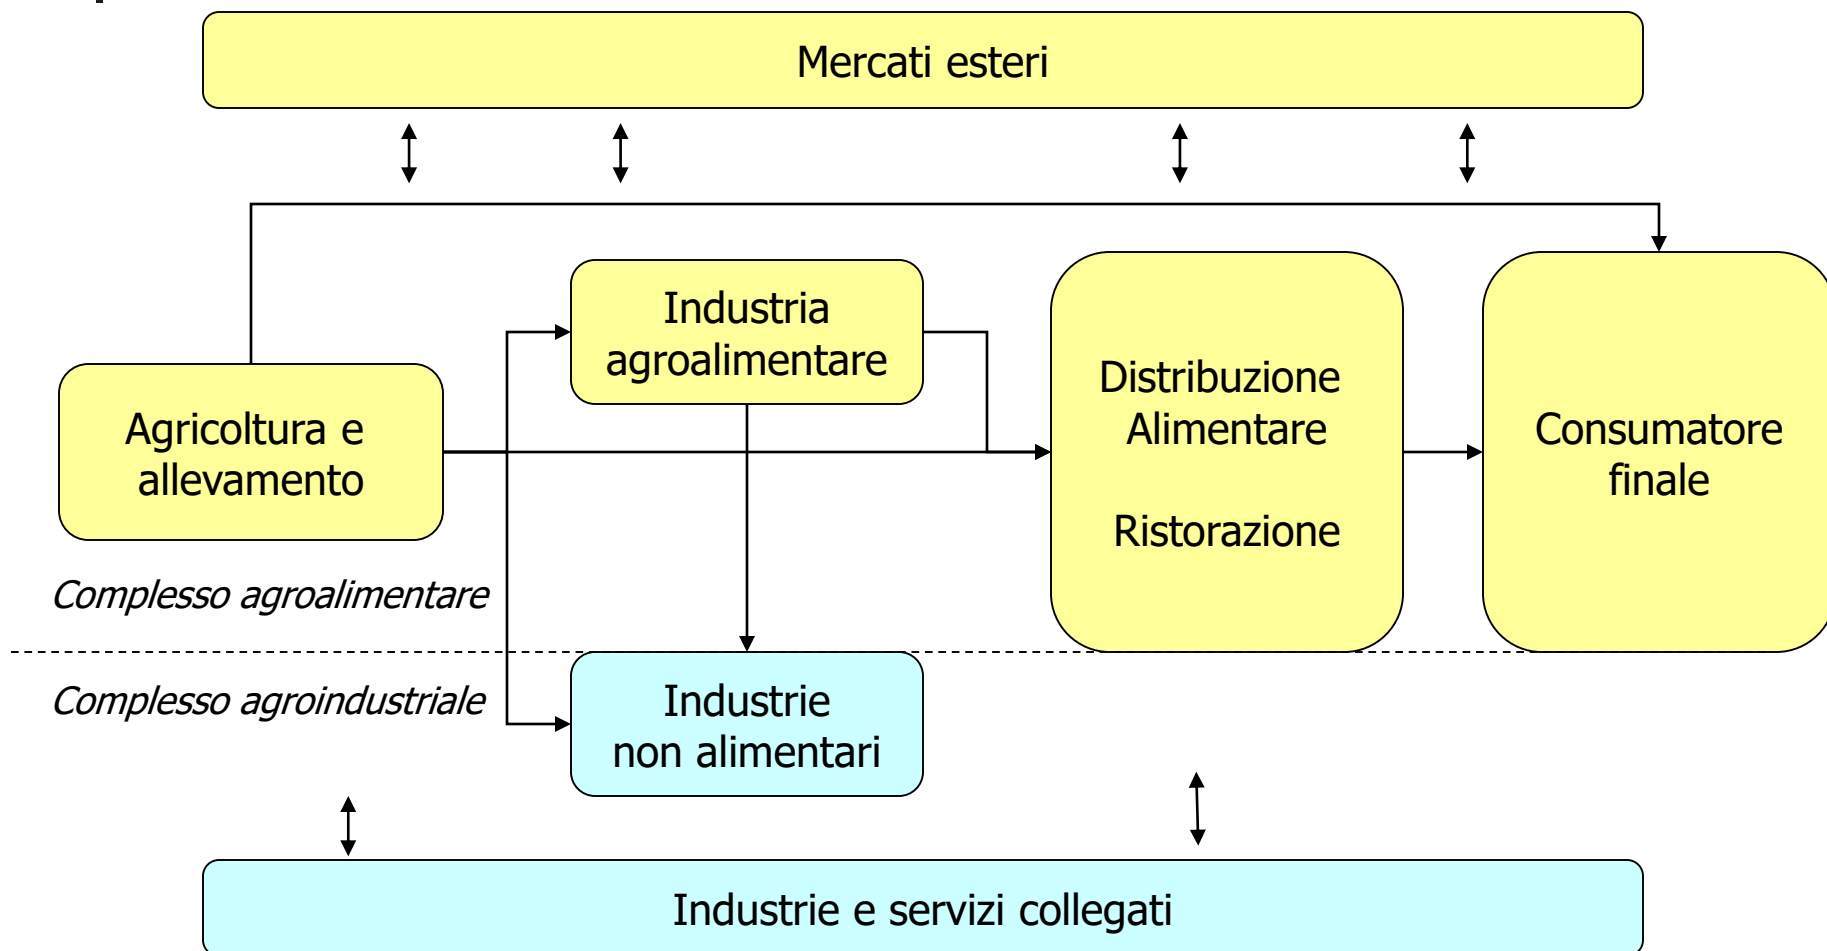 Mercati esteri
Industria
agroalimentare
Agricoltura e
allevamento
Distribuzione
Alimentare
Ristorazione
Consumatore
finale
Complesso agroalimentare
Complesso agroindustriale
Industrie
non alimentari
Industrie e servizi collegati